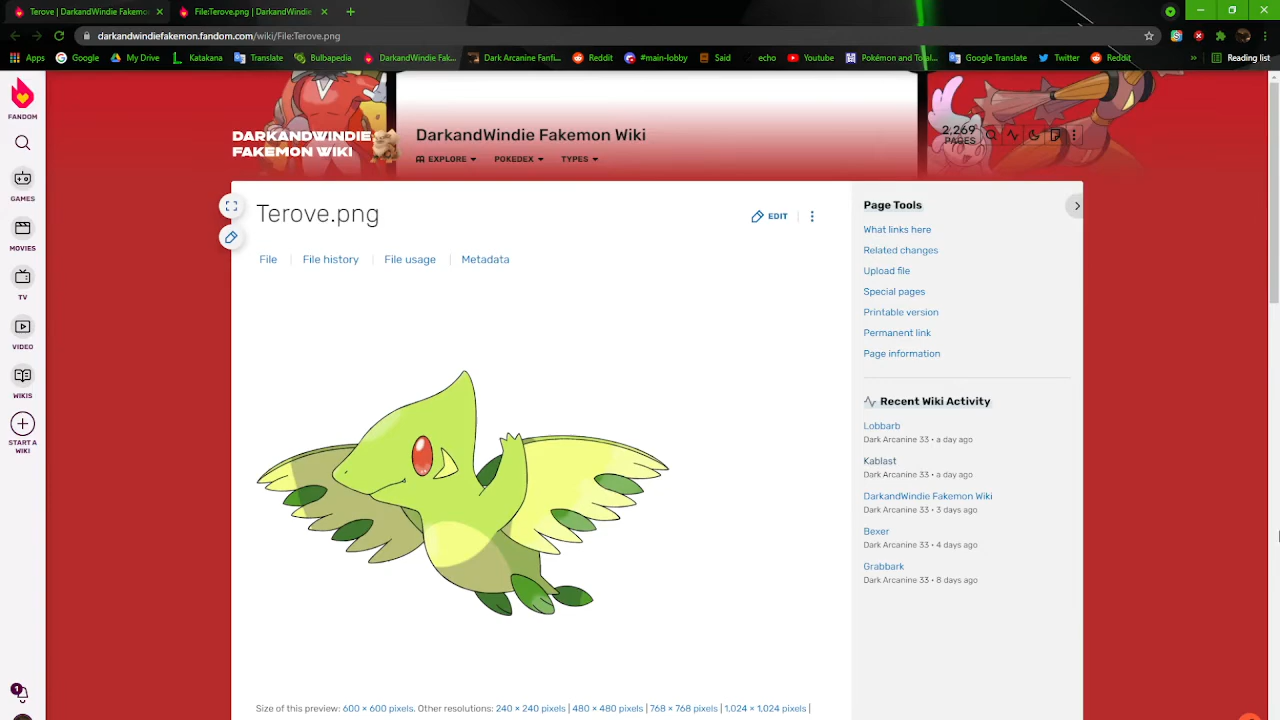 Terove | DarkandWindie Fakemon
File:Terove.png | DarkandWindie
darkandwindiefakemon.fandom.com/wiki/File:Terove.png
Apps
Google
My Drive
Katakana
Translate
Bulbapedia
DarkandWindie Fak...
Dark Arcanine Fanfi...
Reddit
#main-lobby
Said
echo
Youtube
Pokémon and Total...
Google Translate
Twitter
Reddit
»
Reading list
FANDOM
GAMES
MOVIES
TV
VIDEO
WIKIS
START A
WIKI
1
DARKANDWINDIE
FAKEMON WIKI
DarkandWindie Fakemon Wiki
EXPLORE
POKEDEX
TYPES
2,269
PAGES
Terove.png
EDIT
File
File history
File usage
Metadata
Size of this preview: 600 × 600 pixels. Other resolutions: 240 × 240 pixels | 480 × 480 pixels | 768 × 768 pixels | 1,024 × 1,024 pixels |
Page Tools
What links here
Related changes
Upload file
Special pages
Printable version
Permanent link
Page information
Recent Wiki Activity
Lobbarb
Dark Arcanine 33 • a day ago
Kablast
Dark Arcanine 33 • a day ago
DarkandWindie Fakemon Wiki
Dark Arcanine 33 • 3 days ago
Bexer
Dark Arcanine 33 • 4 days ago
Grabbark
Dark Arcanine 33 • 8 days ago